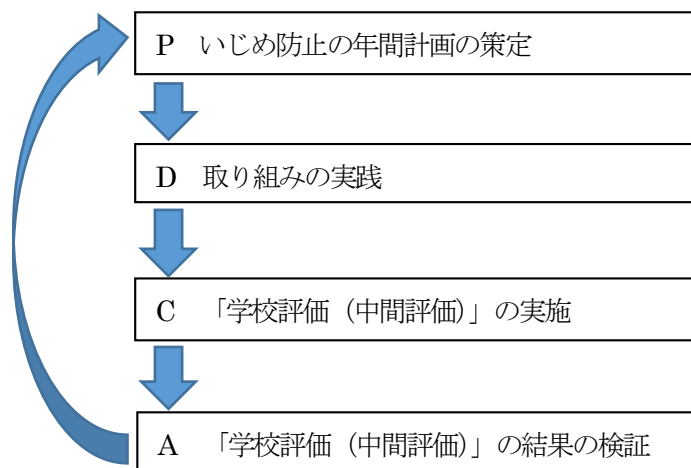 P　いじめ防止の年間計画の策定
D　取り組みの実践
C　「学校評価（中間評価）」の実施
A　「学校評価（中間評価）」の結果の検証